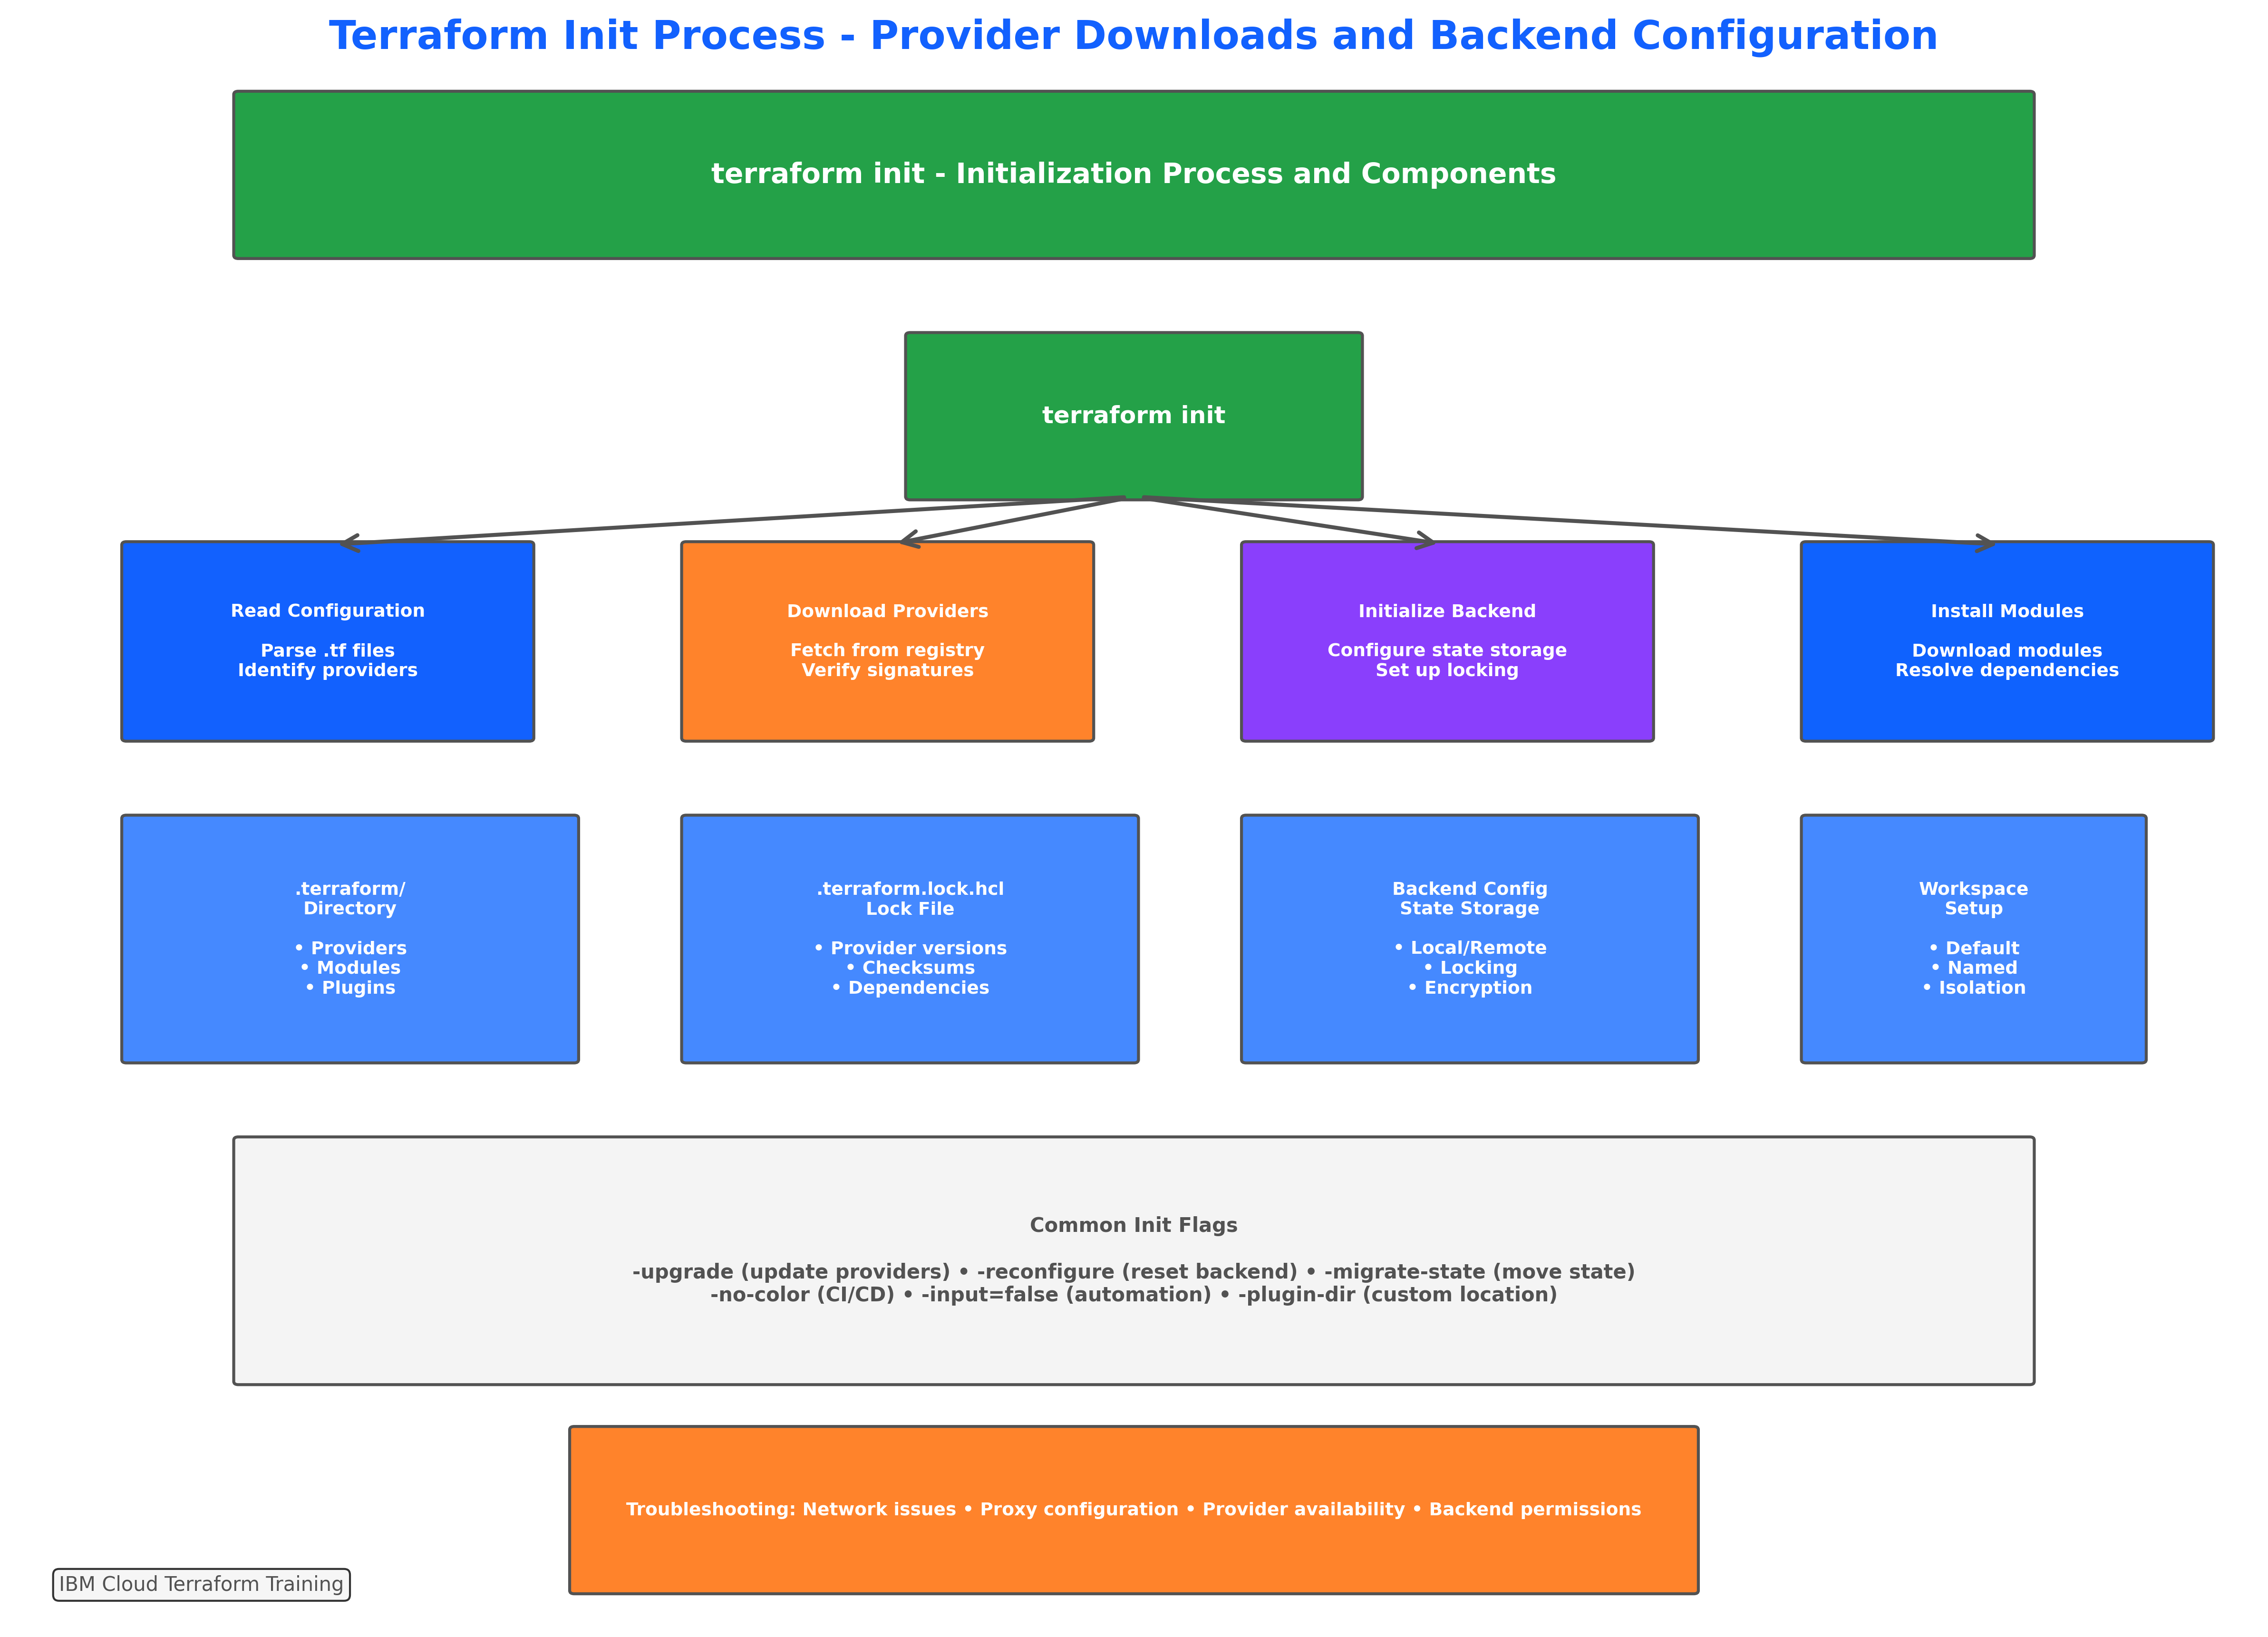 Terraform Init Process - Provider Downloads and Backend Configuration
terraform init - Initialization Process and Components
terraform init
Read Configuration
Parse .tf files
Identify providers
Download Providers
Fetch from registry
Verify signatures
Initialize Backend
Configure state storage
Set up locking
Install Modules
Download modules
Resolve dependencies
.terraform/
Directory
• Providers
• Modules
• Plugins
.terraform.lock.hcl
Lock File
• Provider versions
• Checksums
• Dependencies
Backend Config
State Storage
• Local/Remote
• Locking
• Encryption
Workspace
Setup
• Default
• Named
• Isolation
Common Init Flags
-upgrade (update providers) • -reconfigure (reset backend) • -migrate-state (move state)
-no-color (CI/CD) • -input=false (automation) • -plugin-dir (custom location)
Troubleshooting: Network issues • Proxy configuration • Provider availability • Backend permissions
IBM Cloud Terraform Training